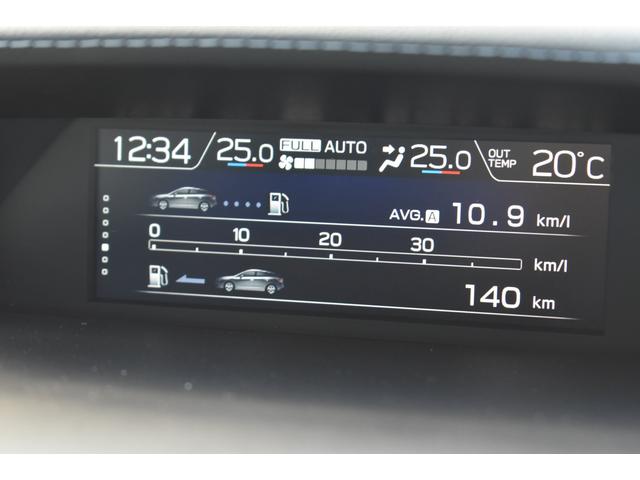 12:34 25.0 FULL AUTO 25.0 OUT TEMP 20°C
AVG. A 10.9 km/l
0 10 20 30 km/l
140 km